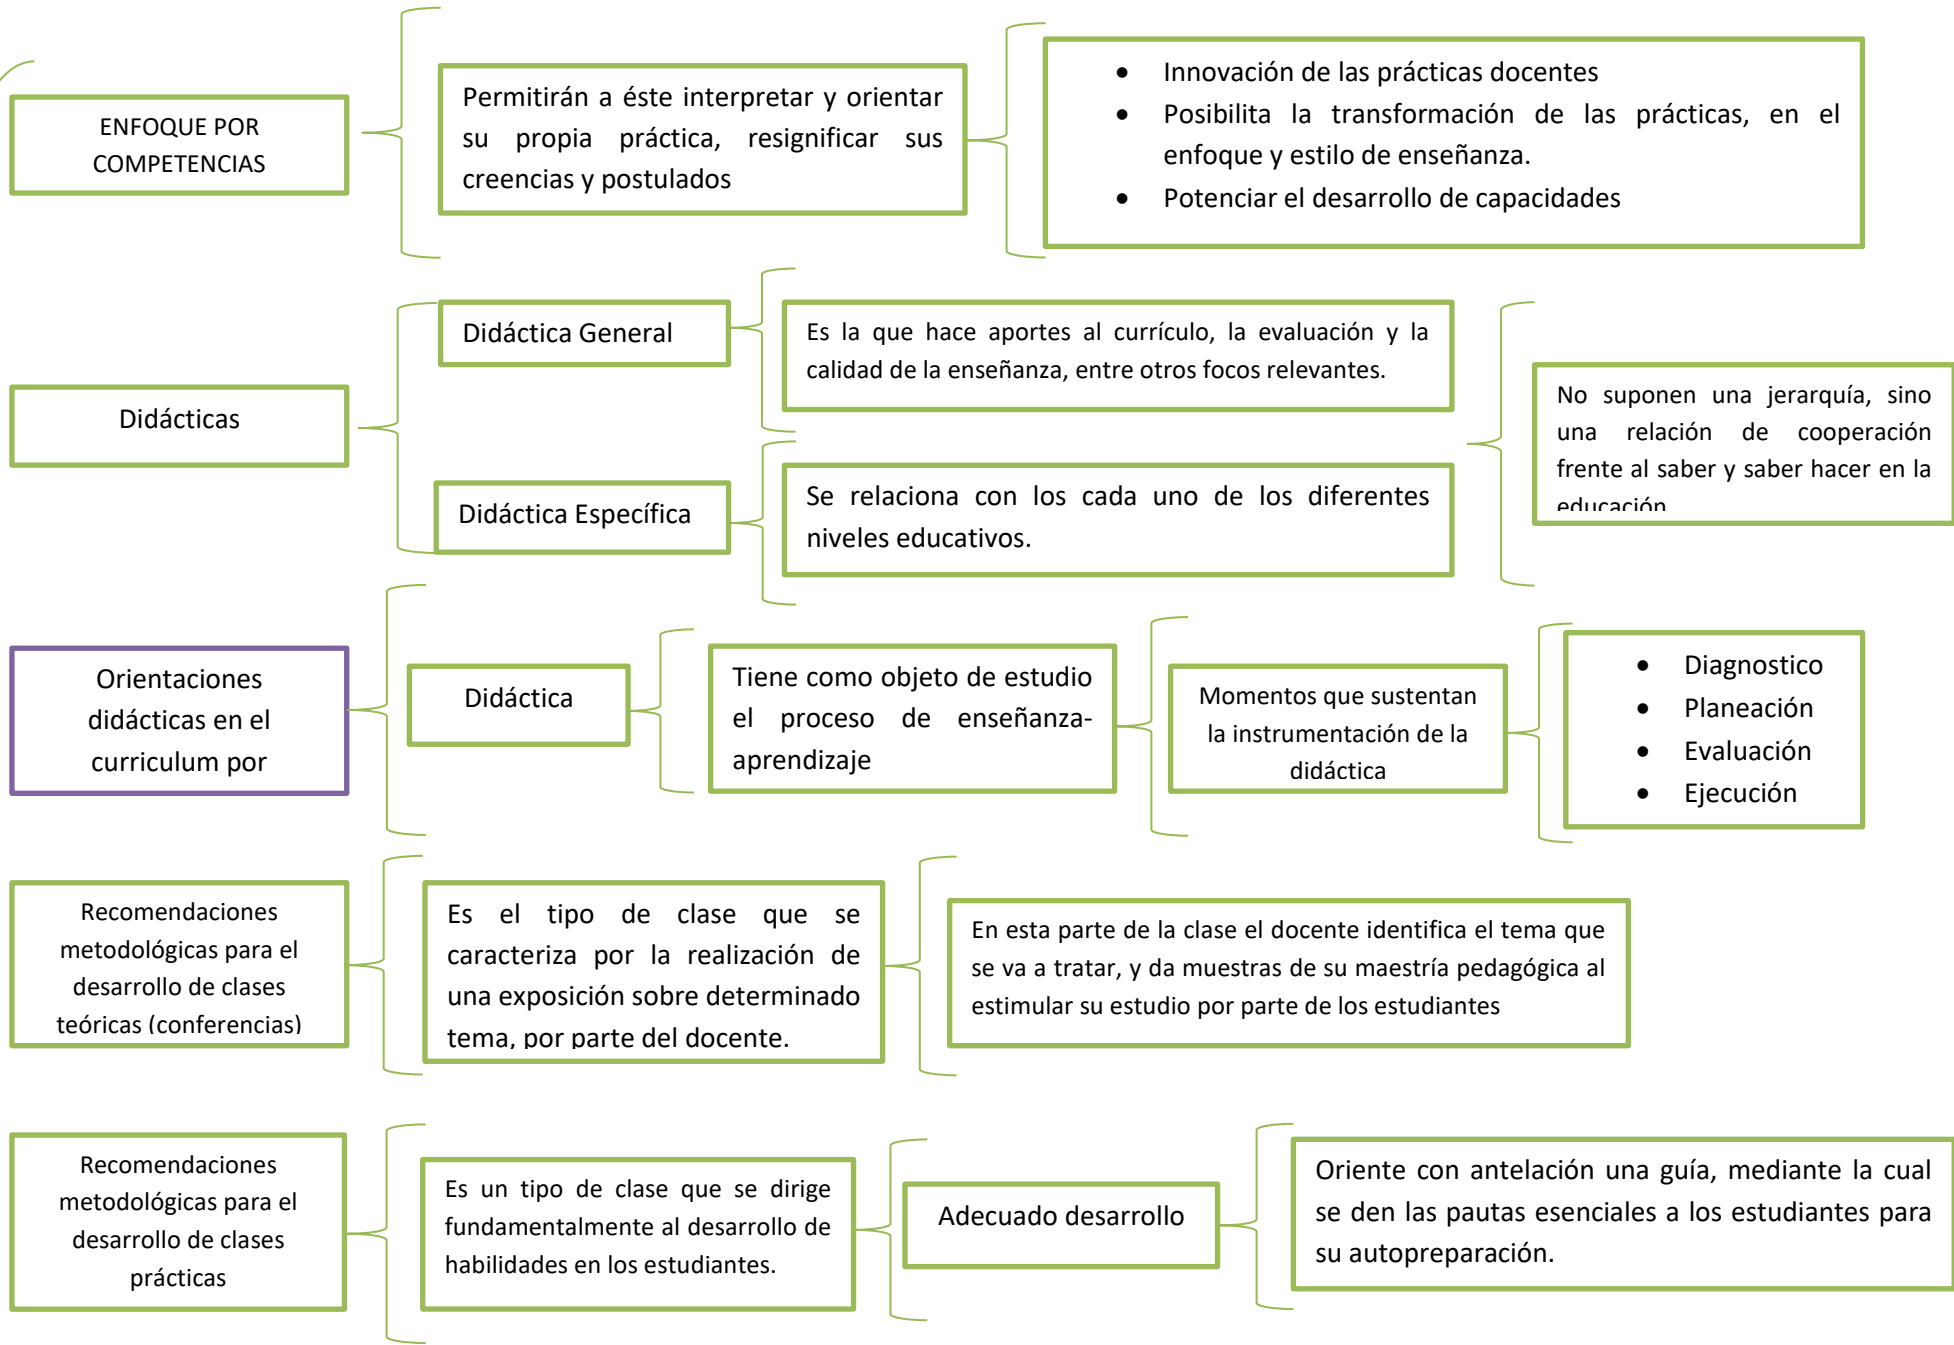 ENFOQUE POR
COMPETENCIAS
Permitirán a éste interpretar y orientar
su propia práctica, resignificar sus
creencias y postulados
• Innovación de las prácticas docentes
• Posibilita la transformación de las prácticas, en el
enfoque y estilo de enseñanza.
• Potenciar el desarrollo de capacidades
Didácticas
Didáctica General
Es la que hace aportes al currículo, la evaluación y la
calidad de la enseñanza, entre otros focos relevantes.
Didáctica Específica
Se relaciona con los cada uno de los diferentes
niveles educativos.
No suponen una jerarquía, sino
una relación de cooperación
frente al saber y saber hacer en la
educación
Orientaciones
didácticas en el
curriculum por
Didáctica
Tiene como objeto de estudio
el proceso de enseñanza-
aprendizaje
Momentos que sustentan
la instrumentación de la
didáctica
• Diagnostico
• Planeación
• Evaluación
• Ejecución
Recomendaciones
metodológicas para el
desarrollo de clases
teóricas (conferencias)
Es el tipo de clase que se
caracteriza por la realización de
una exposición sobre determinado
tema, por parte del docente.
En esta parte de la clase el docente identifica el tema que
se va a tratar, y da muestras de su maestría pedagógica al
estimular su estudio por parte de los estudiantes
Recomendaciones
metodológicas para el
desarrollo de clases
prácticas
Es un tipo de clase que se dirige
fundamentalmente al desarrollo de
habilidades en los estudiantes.
Adecuado desarrollo
Oriente con antelación una guía, mediante la cual
se den las pautas esenciales a los estudiantes para
su autopreparación.